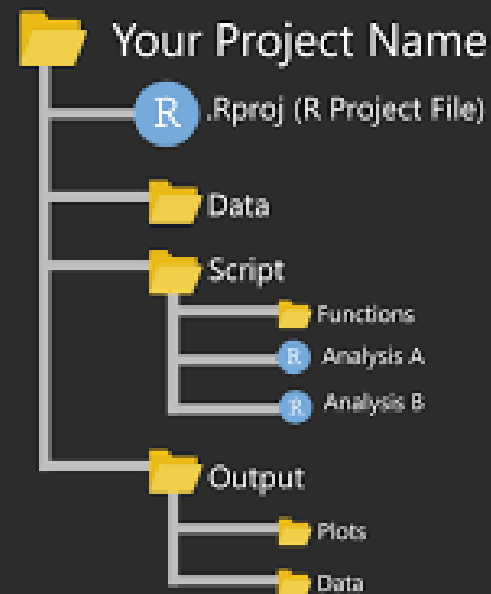 Your Project Name
R .Rproj (R Project File)
Data
Script
Functions
R Analysis A
R Analysis B
Output
Plots
Data